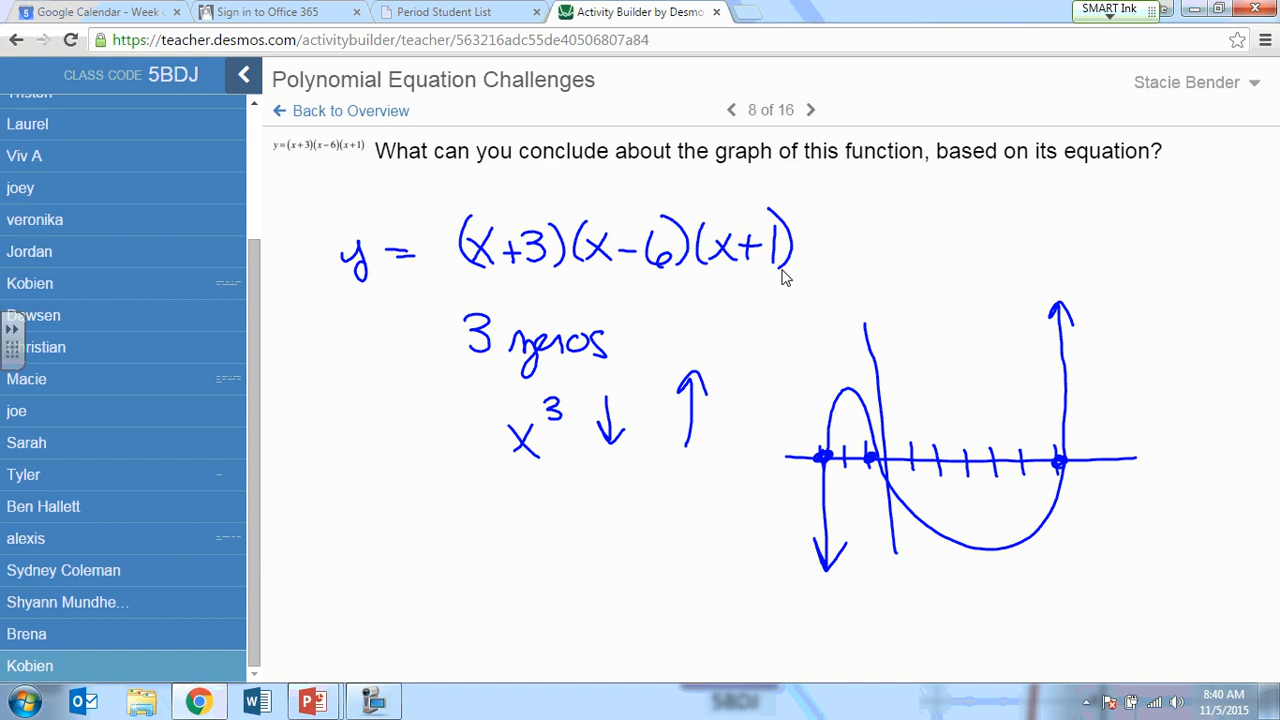 Google Calendar - Week o
Sign in to Office 365
Period Student List
Activity Builder by Desmo
SMART Ink
https://teacher.desmos.com/activitybuilder/teacher/563216adc55de40506807a84
CLASS CODE 5BDJ
Polynomial Equation Challenges
Stacie Bender
Back to Overview
8 of 16
y=(x+3)(x−6)(x+1) What can you conclude about the graph of this function, based on its equation?
y = (x+3)(x-6)(x+1)
3 zeros
x³ ↓ ↑
Laurel
Viv A
joey
veronika
Jordan
Kobien
Dawsen
hristian
Macie
joe
Sarah
Tyler
Ben Hallett
alexis
Sydney Coleman
Shyann Mundhe...
Brena
Kobien
5BDJ
8:40 AM
11/5/2015